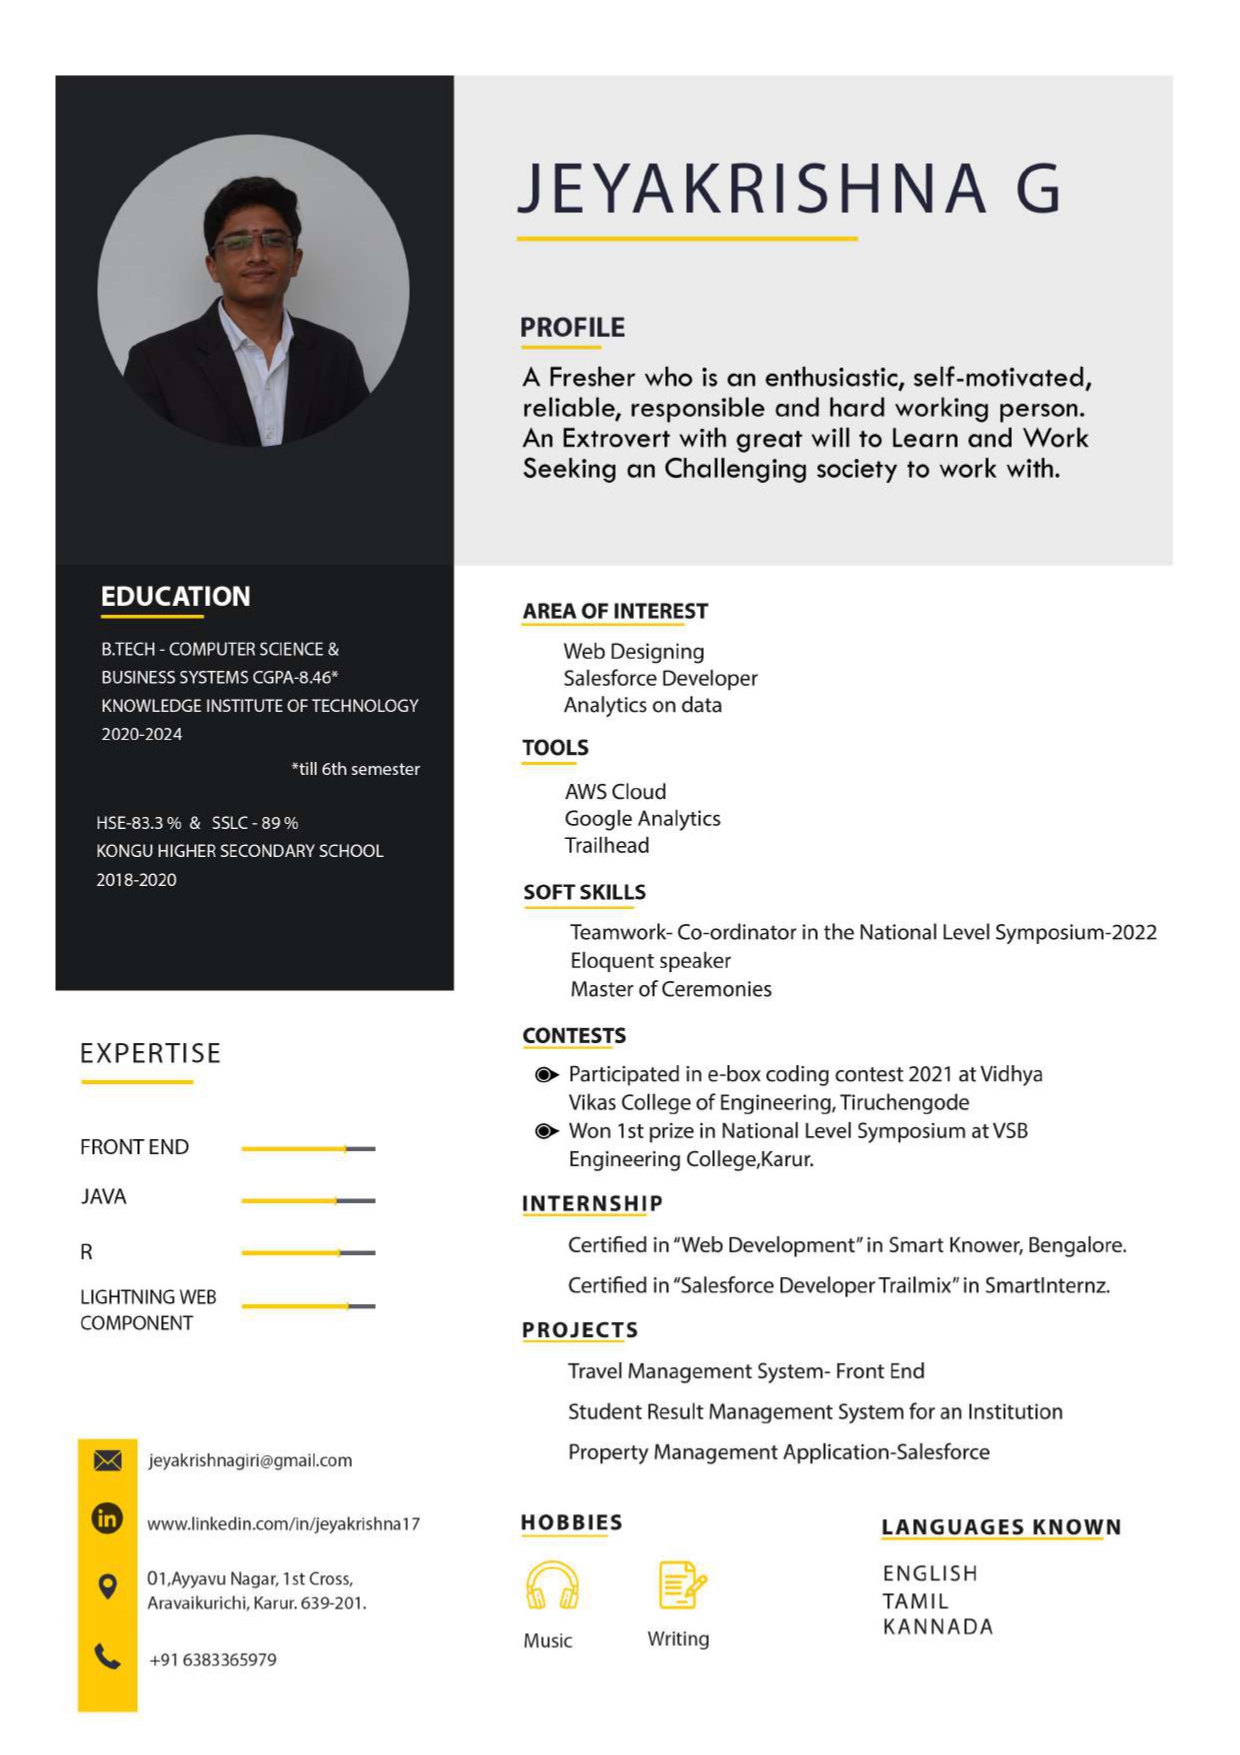 JEYAKRISHNA G
PROFILE
A Fresher who is an enthusiastic, self-motivated,
reliable, responsible and hard working person.
An Extrovert with great will to Learn and Work
Seeking an Challenging society to work with.
EDUCATION
B.TECH - COMPUTER SCIENCE &
BUSINESS SYSTEMS CGPA-8.46*
KNOWLEDGE INSTITUTE OF TECHNOLOGY
2020-2024
*till 6th semester
HSE-83.3 % & SSLC - 89 %
KONGU HIGHER SECONDARY SCHOOL
2018-2020
EXPERTISE
FRONT END
JAVA
R
LIGHTNING WEB
COMPONENT
jeyakrishnagiri@gmail.com
www.linkedin.com/in/jeyakrishna17
01,Ayyavu Nagar, 1st Cross,
Aravaikurichi, Karur. 639-201.
+91 6383365979
AREA OF INTEREST
Web Designing
Salesforce Developer
Analytics on data
TOOLS
AWS Cloud
Google Analytics
Trailhead
SOFT SKILLS
Teamwork- Co-ordinator in the National Level Symposium-2022
Eloquent speaker
Master of Ceremonies
CONTESTS
Participated in e-box coding contest 2021 at Vidhya
Vikas College of Engineering, Tiruchengode
Won 1st prize in National Level Symposium at VSB
Engineering College,Karur.
INTERNSHIP
Certified in “Web Development” in Smart Knower, Bengalore.
Certified in “Salesforce Developer Trailmix” in SmartInternz.
PROJECTS
Travel Management System- Front End
Student Result Management System for an Institution
Property Management Application-Salesforce
HOBBIES
Music
Writing
LANGUAGES KNOWN
ENGLISH
TAMIL
KANNADA